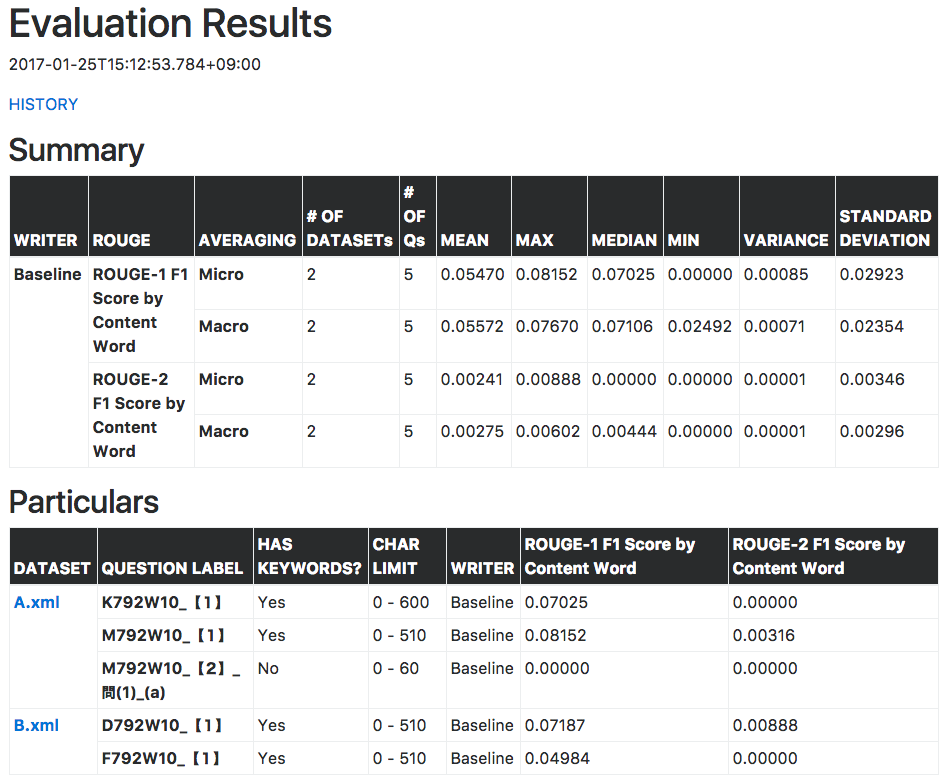 Evaluation Results
2017-01-25T15:12:53.784+09:00
HISTORY
Summary
WRITER ROUGE AVERAGING # OF DATASETs # OF Qs MEAN MAX MEDIAN MIN VARIANCE STANDARD DEVIATION
Baseline ROUGE-1 F1 Score by Content Word Micro 2 5 0.05470 0.08152 0.07025 0.00000 0.00085 0.02923
Macro 2 5 0.05572 0.07670 0.07106 0.02492 0.00071 0.02354
ROUGE-2 F1 Score by Content Word Micro 2 5 0.00241 0.00888 0.00000 0.00000 0.00001 0.00346
Macro 2 5 0.00275 0.00602 0.00444 0.00000 0.00001 0.00296
Particulars
DATASET QUESTION LABEL HAS KEYWORDS? CHAR LIMIT WRITER ROUGE-1 F1 Score by Content Word ROUGE-2 F1 Score by Content Word
A.xml K792W10_【1】 Yes 0 - 600 Baseline 0.07025 0.00000
M792W10_【1】 Yes 0 - 510 Baseline 0.08152 0.00316
M792W10_【2】_問(1)_(a) No 0 - 60 Baseline 0.00000 0.00000
B.xml D792W10_【1】 Yes 0 - 510 Baseline 0.07187 0.00888
F792W10_【1】 Yes 0 - 510 Baseline 0.04984 0.00000